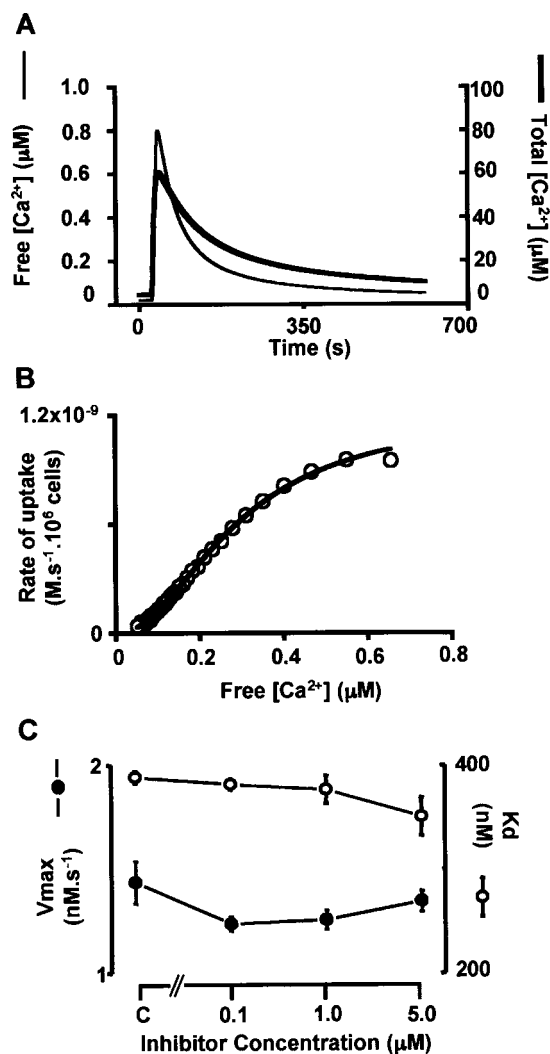 A
Free [Ca²⁺] (μM)
1.0
0.8
0.6
0.4
0.2
0
100
80
60
40
20
0
Total [Ca²⁺] (μM)
0
350
700
Time (s)
B
Rate of uptake
(M.s⁻¹.10⁶ cells)
1.2x10⁻⁹
0
0
0.2
0.4
0.6
0.8
Free [Ca²⁺] (μM)
C
Vmax
(nM.s⁻¹)
2
1
400
200
Kd
(nM)
C
0.1
1.0
5.0
Inhibitor Concentration (μM)